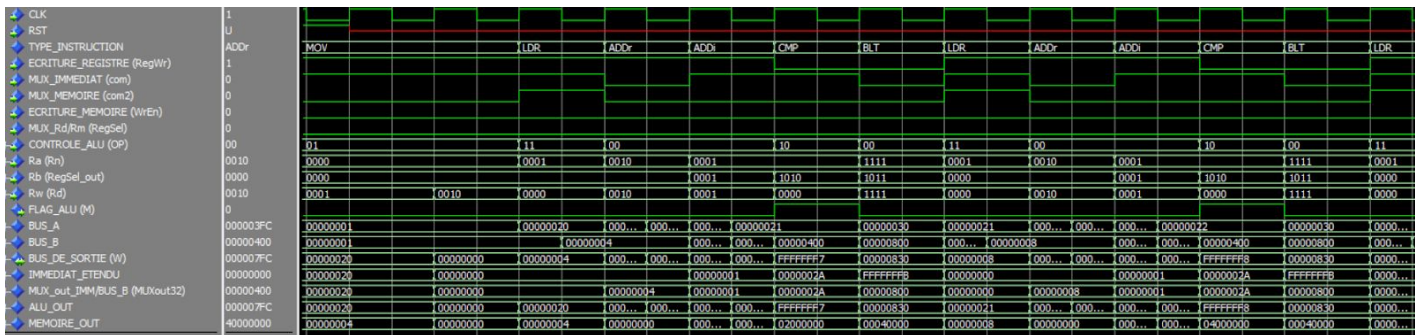 CLK 1
RST U
TYPE_INSTRUCTION ADDr MOV LDR ADDr ADDi CMP BLT LDR ADDr ADDi CMP BLT LDR
ECRITURE_REGISTRE (RegWr) 1
MUX_IMMEDIAT (com) 0
MUX_MEMOIRE (com2) 0
ECRITURE_MEMOIRE (WrEn) 0
MUX_Rd/Rm (RegSel) 0
CONTROLE_ALU (OP) 00 01 11 00 10 00 11 00 10 00 11
Ra (Rn) 0010 0000 0001 0010 0001 1111 0001 0010 0001 1111 0001
Rb (RegSel_out) 0000 0000 0001 1010 1011 0000 0001 1010 1011 0000
Rw (Rd) 0010 0001 0010 0000 0010 0001 0000 1111 0000 0010 0001 0000 1111 0000
FLAG_ALU (M) 0
BUS_A 000003FC 00000001 00000020 000... 000... 000... 00000021 00000030 00000021 000... 000... 000... 00000022 00000030 0000...
BUS_B 00000400 00000001 00000004 000... 000... 00000400 00000800 000... 00000008 000... 000... 00000400 00000800 000...
BUS_DE_SORTIE (W) 000007FC 00000020 00000000 00000004 000... 000... 000... 000... FFFFFFF7 00000830 00000008 000... 000... 000... 000... FFFFFFF8 00000830 0000...
IMMEDIAT_ETENDU 00000000 00000020 00000000 00000001 0000002A FFFFFFFB 00000000 00000001 0000002A FFFFFFFB 0000...
MUX_out_IMM/BUS_B (MUXout32) 00000400 00000020 00000000 00000004 00000001 0000002A 00000800 00000000 00000008 00000001 0000002A 00000800 0000...
ALU_OUT 000007FC 00000020 00000000 00000020 000... 000... 000... 000... FFFFFFF7 00000830 00000021 000... 000... 000... 000... FFFFFFF8 00000830 0000...
MEMOIRE_OUT 40000000 00000004 00000000 00000004 00000000 000... 000... 02000000 00040000 00000008 00000000 000... 000... 04000000 00040000 0000...